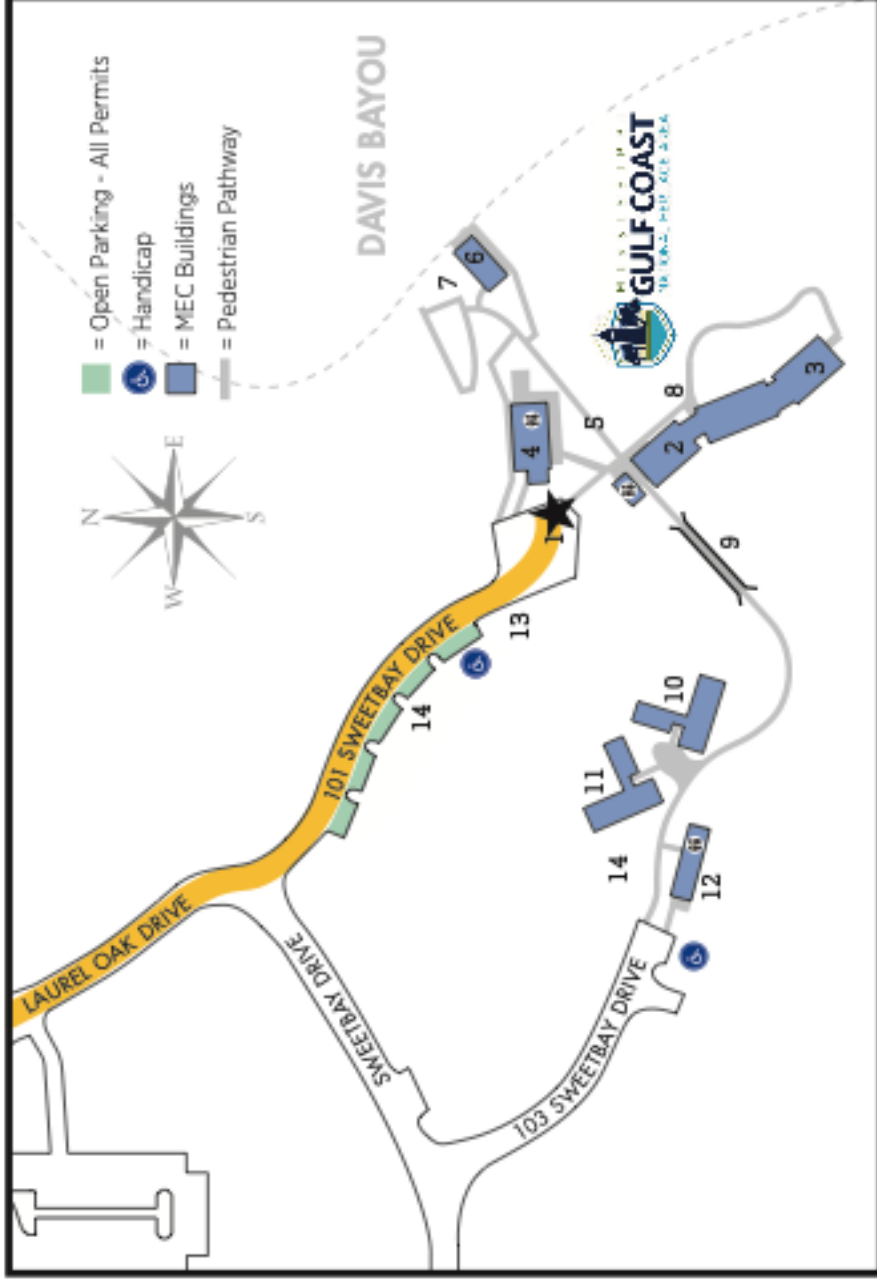 = Open Parking - All Permits
= Handicap
= MEC Buildings
= Pedestrian Pathway
N
E
S
W
DAVIS BAYOU
GULF COAST
LAUREL OAK DRIVE
101 SWEETBAY DRIVE
SWEETBAY DRIVE
103 SWEETBAY DRIVE
1
2
3
4
5
6
7
8
9
10
11
12
13
14
14